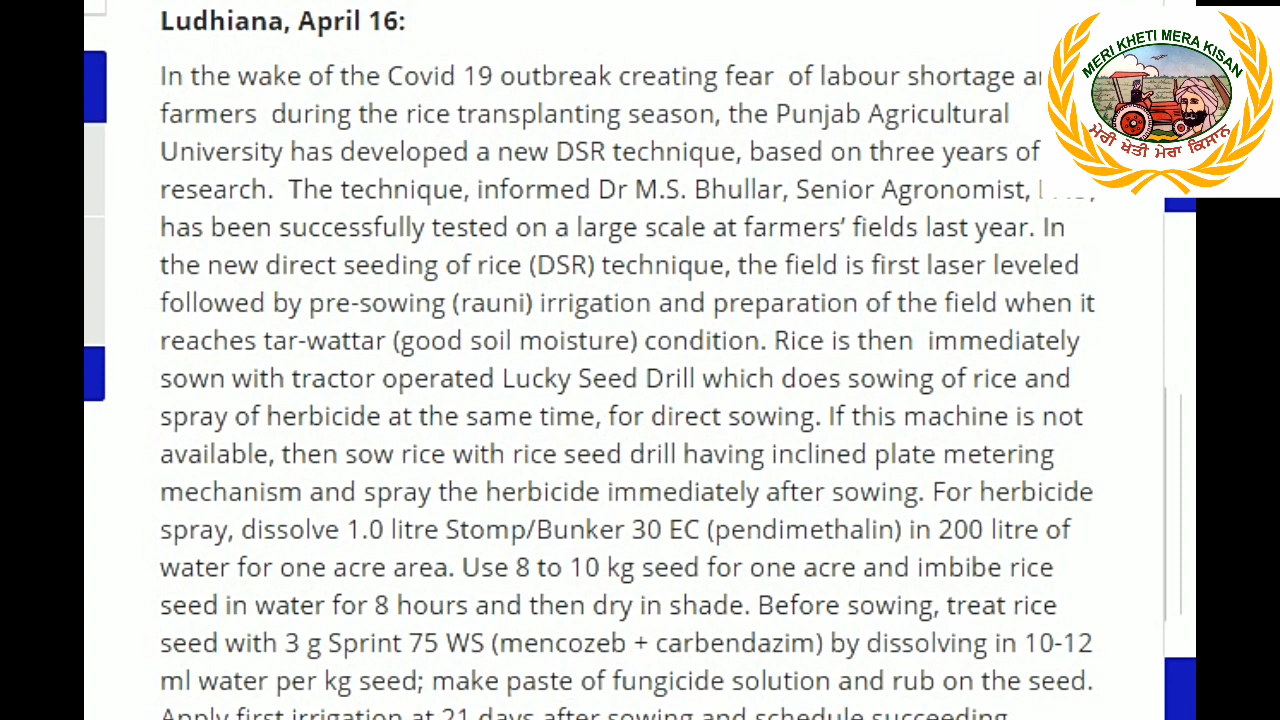 Ludhiana, April 16:
In the wake of the Covid 19 outbreak creating fear of labour shortage
farmers during the rice transplanting season, the Punjab Agricultural
University has developed a new DSR technique, based on three years of
research. The technique, informed Dr M.S. Bhullar, Senior Agronomist,
has been successfully tested on a large scale at farmers’ fields last year. In
the new direct seeding of rice (DSR) technique, the field is first laser leveled
followed by pre-sowing (rauni) irrigation and preparation of the field when it
reaches tar-wattar (good soil moisture) condition. Rice is then immediately
sown with tractor operated Lucky Seed Drill which does sowing of rice and
spray of herbicide at the same time, for direct sowing. If this machine is not
available, then sow rice with rice seed drill having inclined plate metering
mechanism and spray the herbicide immediately after sowing. For herbicide
spray, dissolve 1.0 litre Stomp/Bunker 30 EC (pendimethalin) in 200 litre of
water for one acre area. Use 8 to 10 kg seed for one acre and imbibe rice
seed in water for 8 hours and then dry in shade. Before sowing, treat rice
seed with 3 g Sprint 75 WS (mencozeb + carbendazim) by dissolving in 10-12
ml water per kg seed; make paste of fungicide solution and rub on the seed.
Apply first irrigation at 21 days after sowing and schedule succeeding
MERI KHETI MERA KISAN
ਮੇਰੀ ਖੇਤੀ ਮੇਰਾ ਕਿਸਾਨ